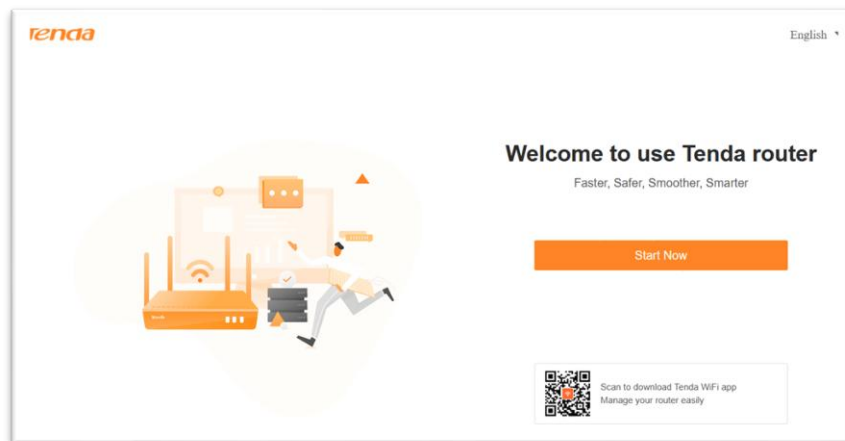 Tenda
English
Welcome to use Tenda router
Faster, Safer, Smoother, Smarter
Start Now
Scan to download Tenda WiFi app
Manage your router easily